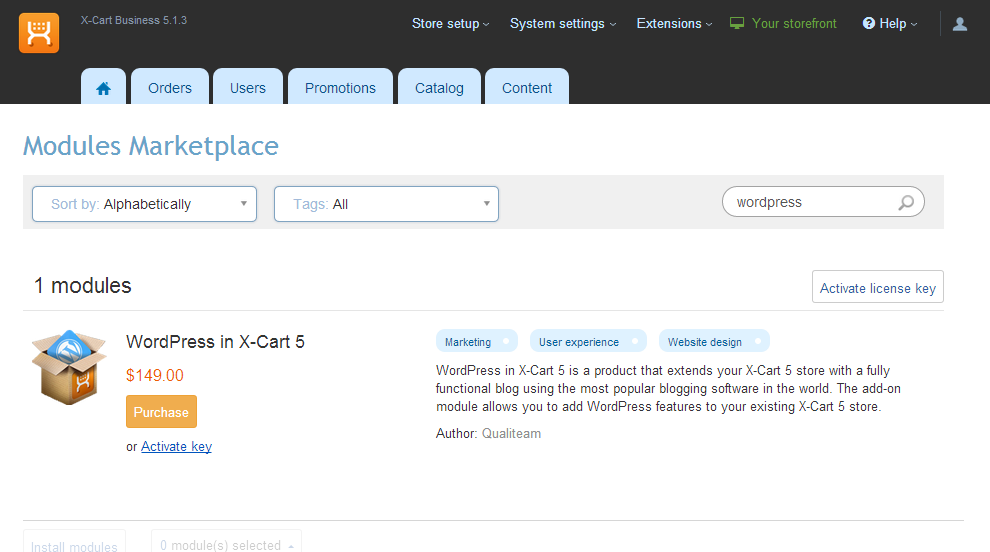 X-Cart Business 5.1.3
Store setup System settings Extensions Your storefront Help
Orders Users Promotions Catalog Content
Modules Marketplace
Sort by: Alphabetically Tags: All wordpress
1 modules
Activate license key
WordPress in X-Cart 5
$149.00
Purchase
or Activate key
Marketing User experience Website design
WordPress in X-Cart 5 is a product that extends your X-Cart 5 store with a fully
functional blog using the most popular blogging software in the world. The add-on
module allows you to add WordPress features to your existing X-Cart 5 store.
Author: Qualiteam
Install modules 0 module(s) selected